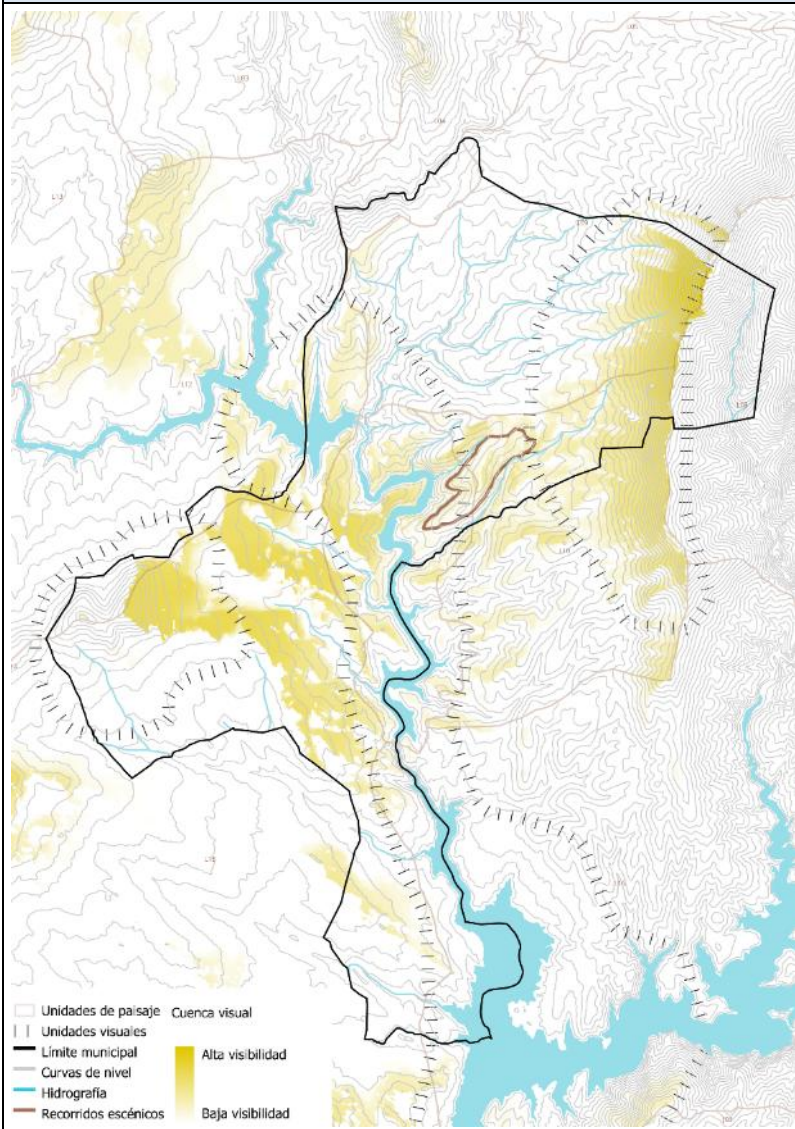 Unidades de paisaje
Unidades visuales
Límite municipal
Curvas de nivel
Hidrografía
Recorridos escénicos
Cuenca visual
Alta visibilidad
Baja visibilidad